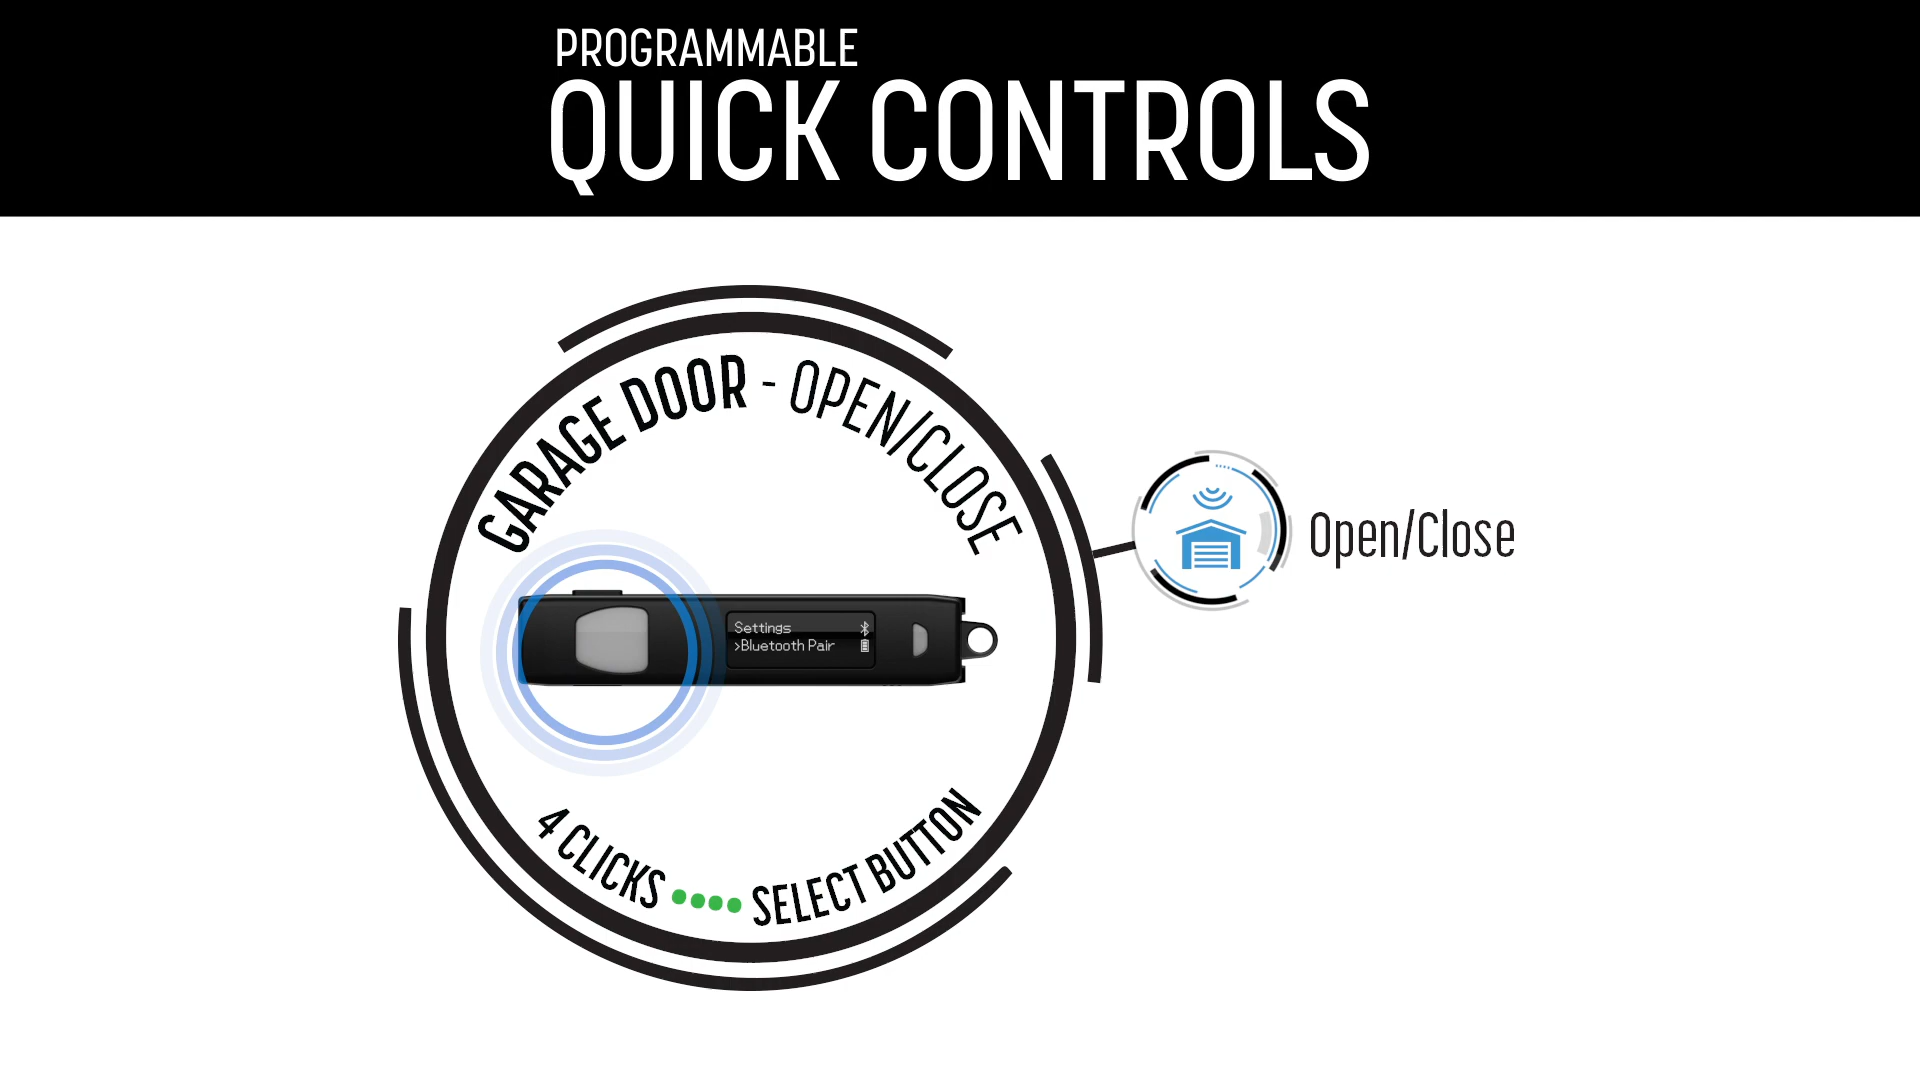 PROGRAMMABLE
QUICK CONTROLS
GARAGE DOOR - OPEN/CLOSE
Open/Close
Settings
>Bluetooth Pair
4 CLICKS •••• SELECT BUTTON